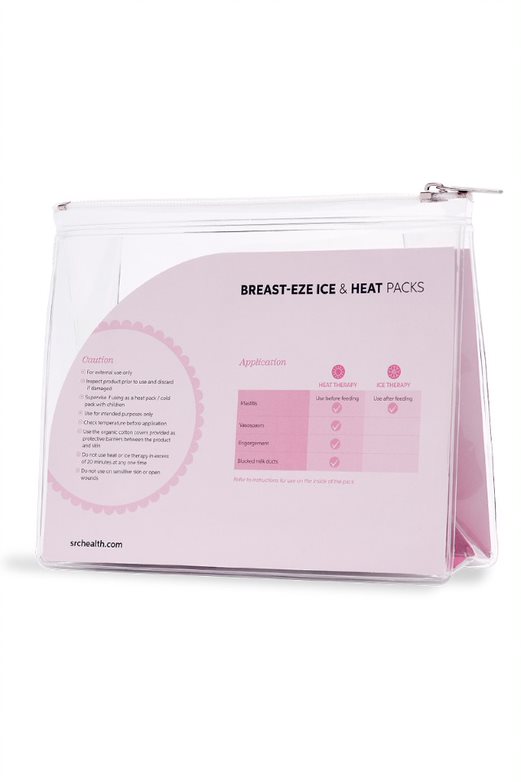 BREAST-EZE ICE & HEAT PACKS
Caution
For external use only
Inspect product prior to use and discard
if damaged
Supervise if using as a heat pack / cold
pack with children
Use for intended purposes only
Check temperature before application
Use the organic cotton covers provided as
protective barriers between the product
and skin
Do not use heat or ice therapy in excess
of 20 minutes at any one time
Do not use on sensitive skin or open
wounds
Application
HEAT THERAPY ICE THERAPY
Mastitis Use before feeding Use after feeding
Vasospasm
Engorgement
Blocked milk ducts
Refer to instructions for use on the inside of the pack
srchealth.com